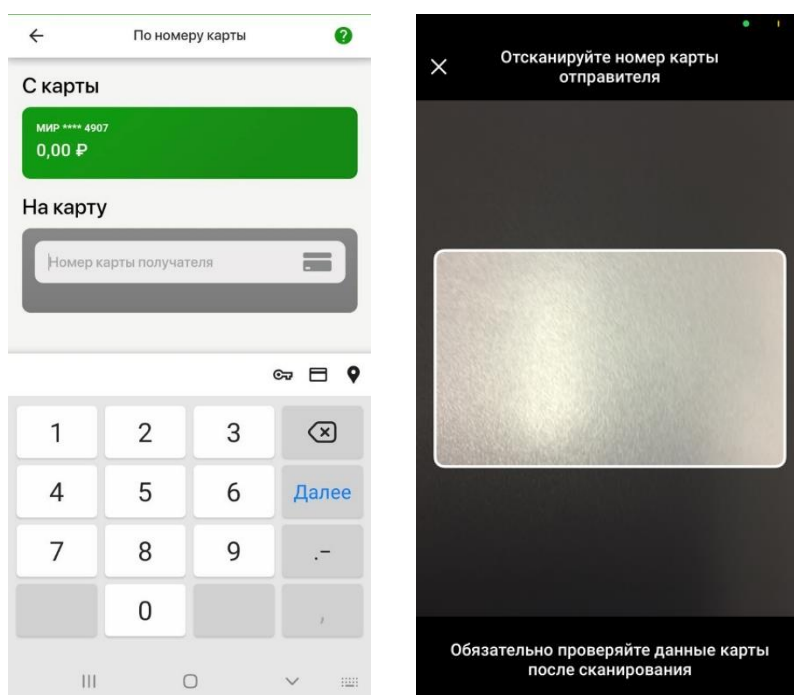 По номеру карты
?
С карты
МИР **** 4907
0,00 ₽
На карту
Номер карты получателя
1 2 3
4 5 6 Далее
7 8 9 .-
0 ,
Отсканируйте номер карты
отправителя
Обязательно проверяйте данные карты
после сканирования